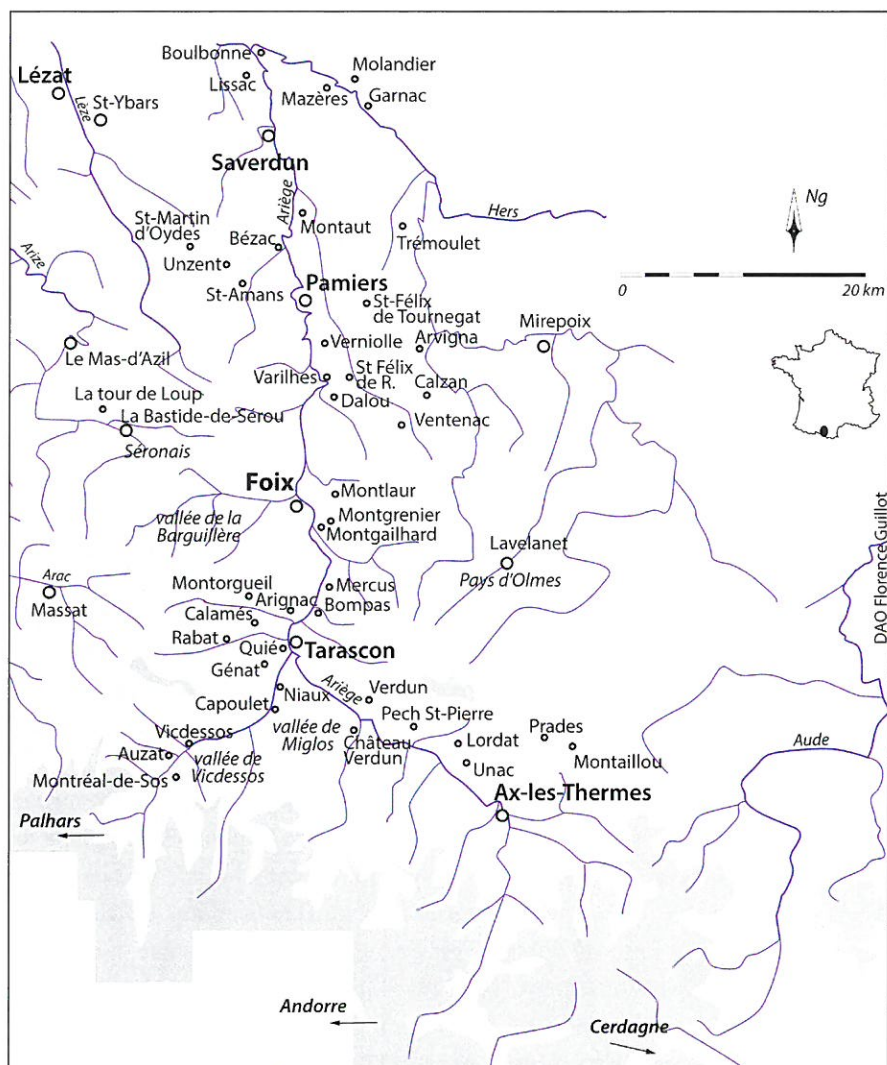 Boulbonne
Molandier
Lézat
Lissac
Mazères
Garnac
St-Ybars
Lèze
Saverdun
Ng
Hers
Ariège
St-Martin
d'Oydes
Montaut
Bézac
Trémoulet
Arize
Unzent
0
20 km
St-Amans
Pamiers
St-Félix
de Tournegat
Mirepoix
Verniolle
Arvigna
Le Mas-d'Azil
Varilhes
St Félix
de R.
Calzan
La tour de Loup
Dalou
La Bastide-de-Sérou
Ventenac
Séronais
Foix
Montlaur
vallée de la
Barguillère
Montgrenier
Montgailhard
Lavelanet
Pays d'Olmes
DAO Florence Guillot
Arac
Massat
Montorgueil
Mercus
Arignac
Bompas
Calamés
Rabat
Quié
Tarascon
Génat
Ariège
Niaux
Verdun
Capoulet
Pech St-Pierre
vallée de
Miglos
Château
Verdun
Lordat
Prades
Vicdessos
Aude
Auzat
vallée de
Vicdessos
Montaillou
Unac
Montréal-de-Sos
Ax-les-Thermes
Palhars
Andorre
Cerdagne